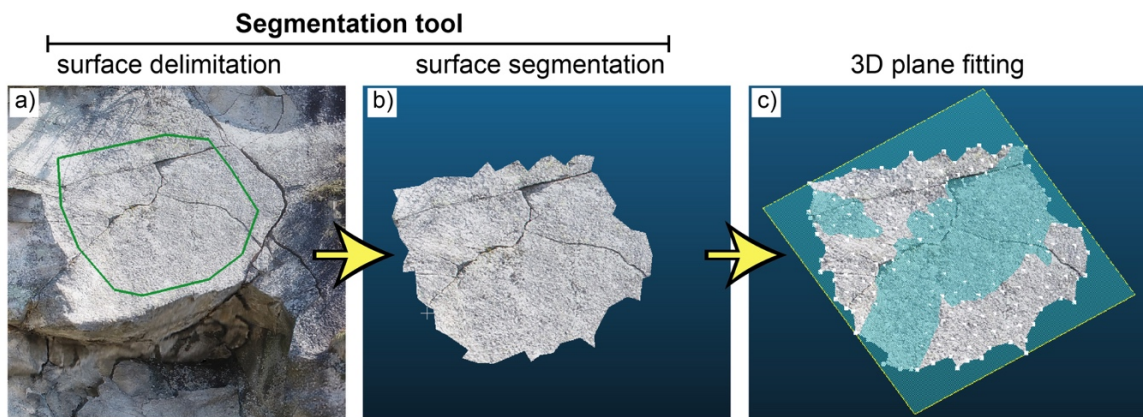 Segmentation tool
surface delimitation
surface segmentation
3D plane fitting
a)
b)
c)